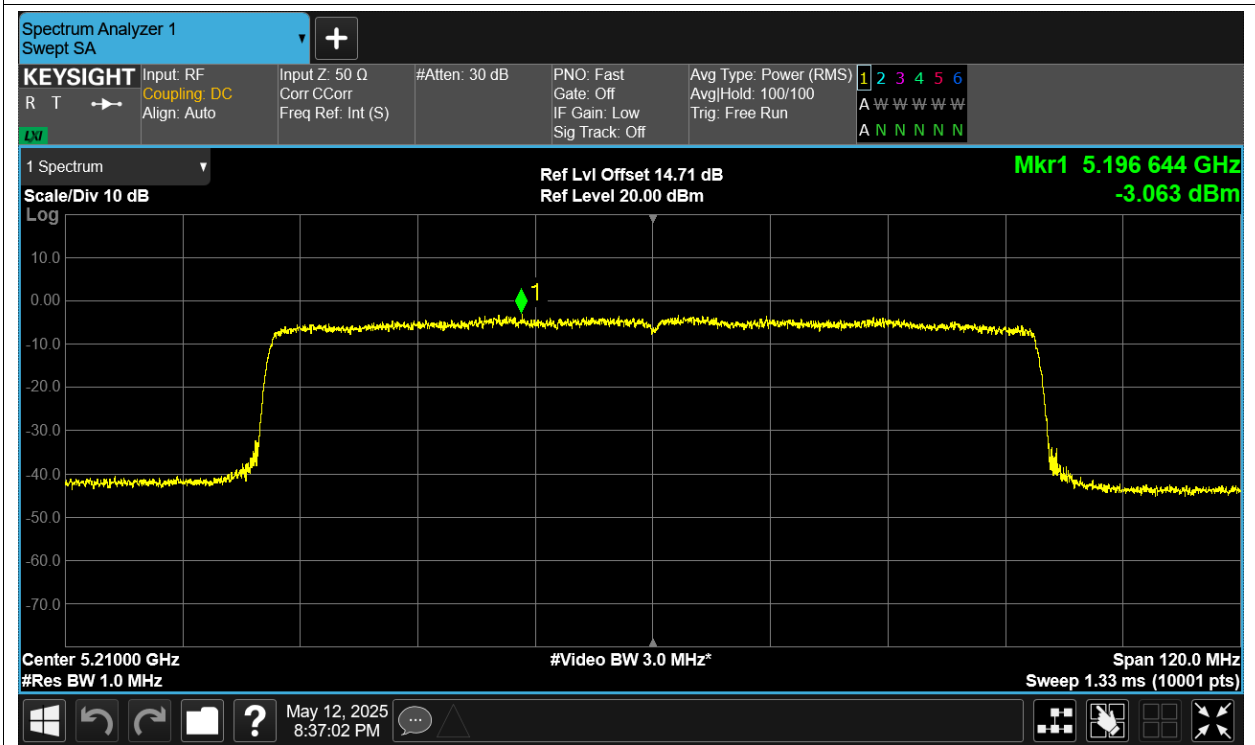 Spectrum Analyzer 1
Swept SA
KEYSIGHT
R T
LXI
Input: RF
Coupling: DC
Align: Auto
Input Z: 50 Ω
Corr CCorr
Freq Ref: Int (S)
#Atten: 30 dB
PNO: Fast
Gate: Off
IF Gain: Low
Sig Track: Off
Avg Type: Power (RMS)
Avg|Hold: 100/100
Trig: Free Run
1 2 3 4 5 6
A W W W W W
A N N N N N
1 Spectrum
Scale/Div 10 dB
Log
Ref Lvl Offset 14.71 dB
Ref Level 20.00 dBm
Mkr1 5.196 644 GHz
-3.063 dBm
10.0
0.00
-10.0
-20.0
-30.0
-40.0
-50.0
-60.0
-70.0
1
Center 5.21000 GHz
#Res BW 1.0 MHz
#Video BW 3.0 MHz*
Span 120.0 MHz
Sweep 1.33 ms (10001 pts)
?
May 12, 2025
8:37:02 PM